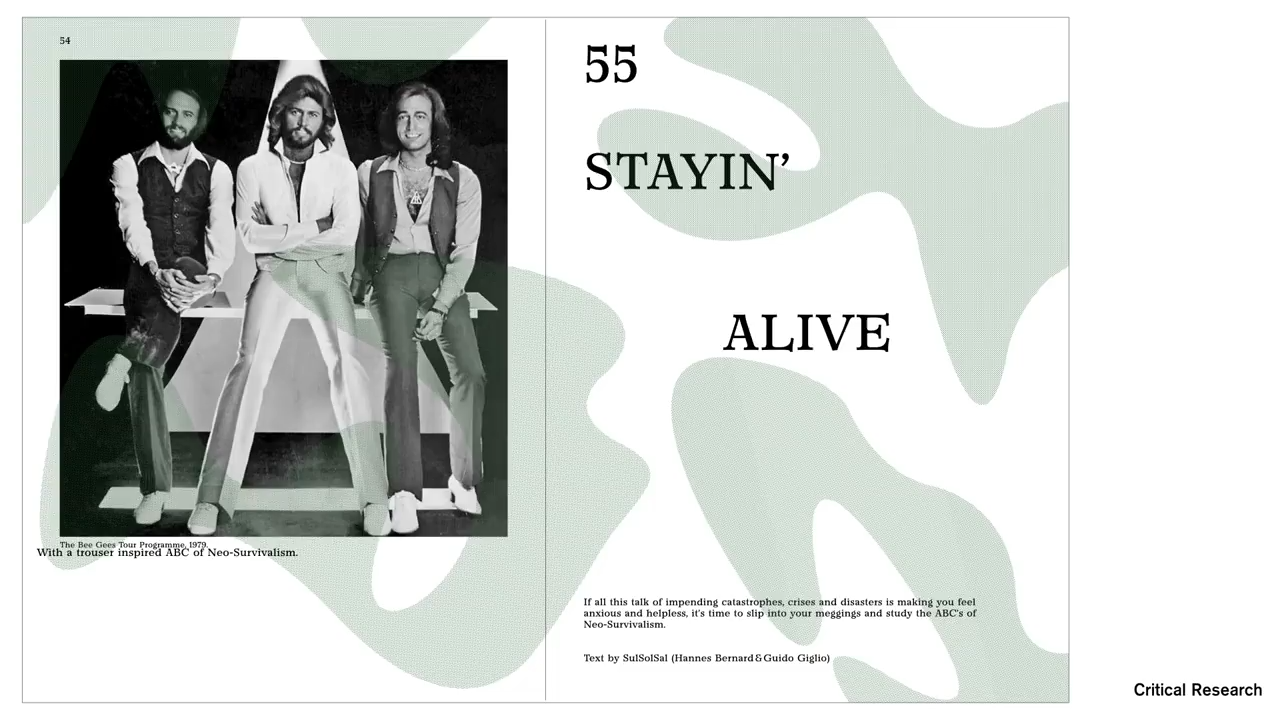 54
The Bee Gees Tour Programme, 1979.
With a trouser inspired ABC of Neo-Survivalism.
55
STAYIN’
ALIVE
If all this talk of impending catastrophes, crises and disasters is making you feel
anxious and helpless, it’s time to slip into your meggings and study the ABC’s of
Neo-Survivalism.
Text by SulSolSal (Hannes Bernard & Guido Giglio)
Critical Research